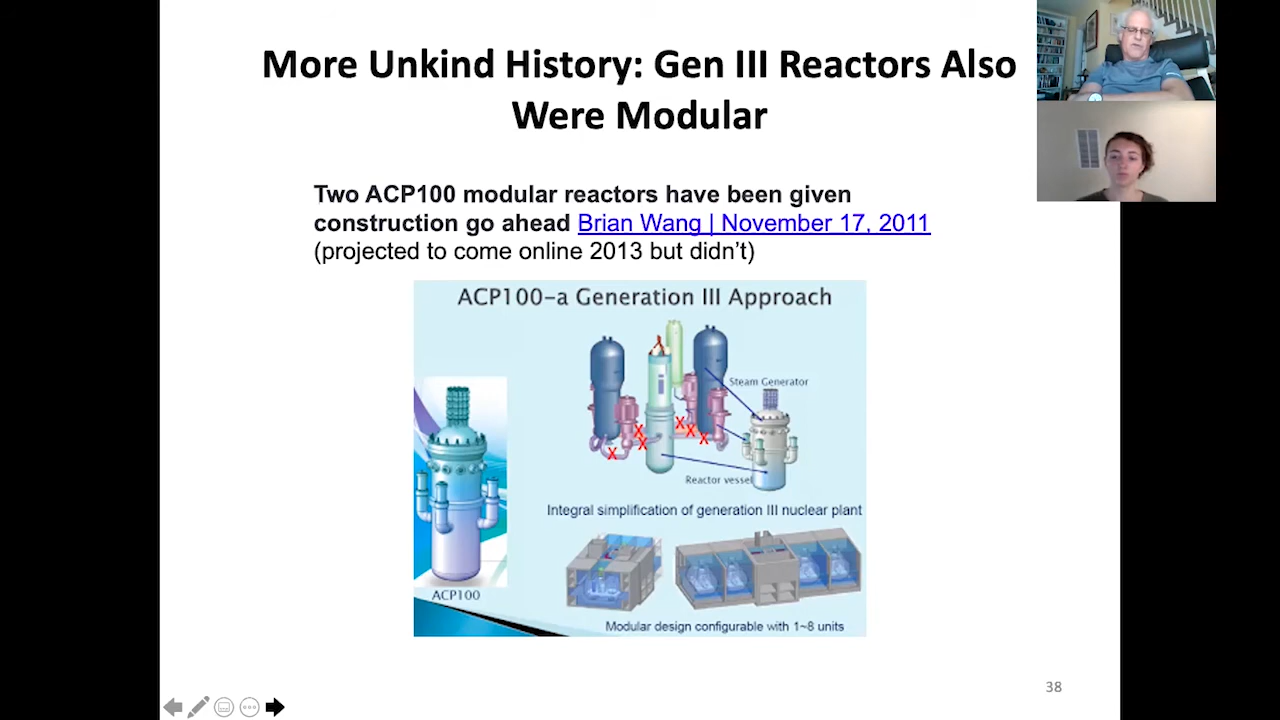 More Unkind History: Gen III Reactors Also
Were Modular
Two ACP100 modular reactors have been given
construction go ahead Brian Wang | November 17, 2011
(projected to come online 2013 but didn’t)
ACP100-a Generation III Approach
Steam Generator
X X X X X X
Reactor vessel
Integral simplification of generation III nuclear plant
ACP100
Modular design configurable with 1~8 units
38